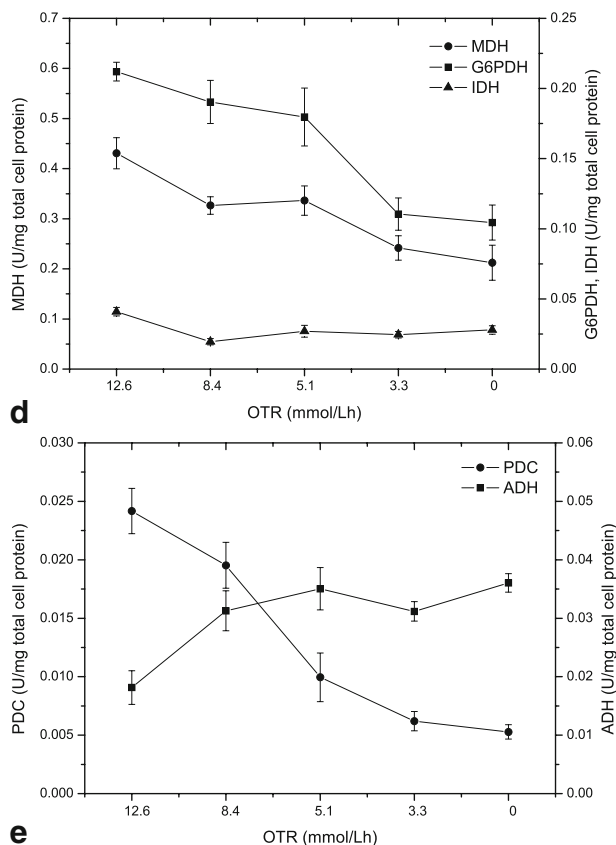 0.7
0.6
0.5
0.4
0.3
0.2
0.1
0.0
MDH (U/mg total cell protein)
MDH
G6PDH
IDH
0.25
0.20
0.15
0.10
0.05
0.00
G6PDH, IDH (U/mg total cell protein)
12.6 8.4 5.1 3.3 0
OTR (mmol/Lh)
d
0.030
0.025
0.020
0.015
0.010
0.005
0.000
PDC (U/mg total cell protein)
PDC
ADH
0.06
0.05
0.04
0.03
0.02
0.01
0.00
ADH (U/mg total cell protein)
12.6 8.4 5.1 3.3 0
OTR (mmol/Lh)
e